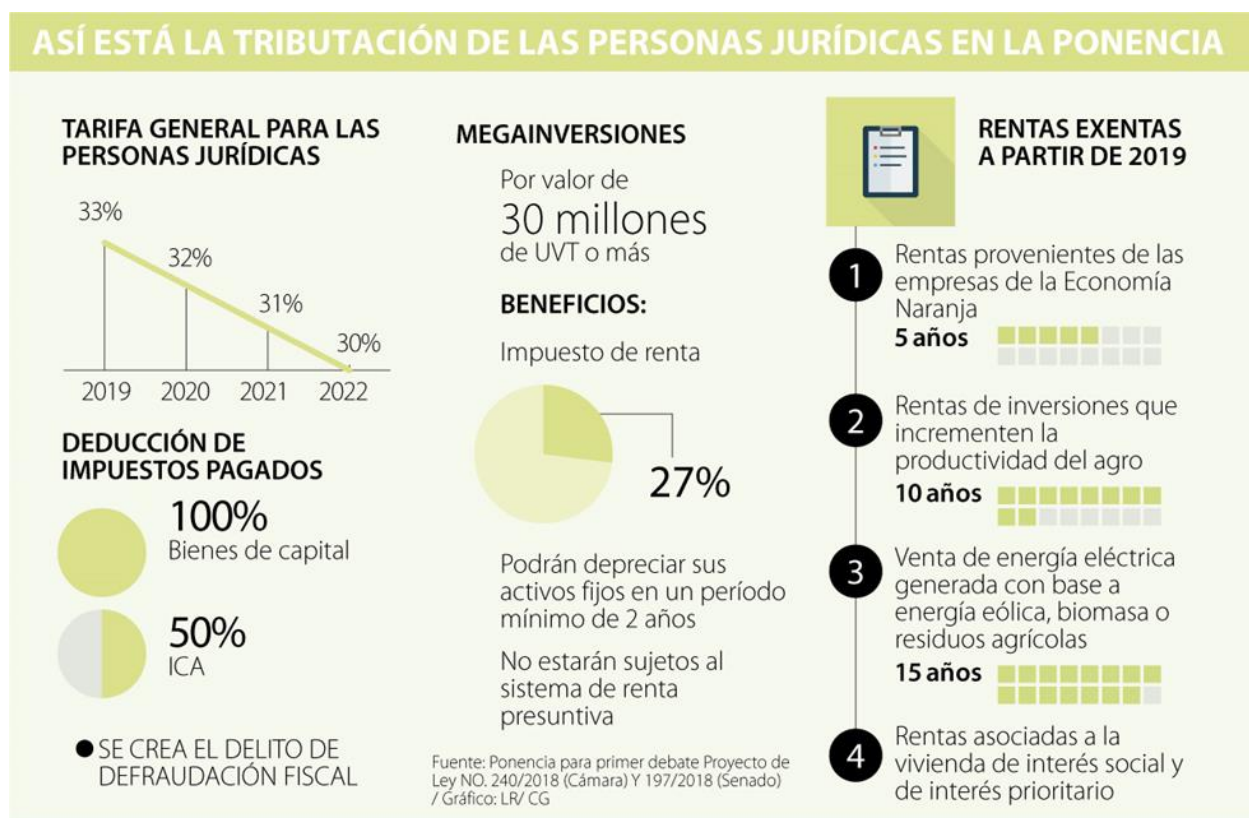 ASÍ ESTÁ LA TRIBUTACIÓN DE LAS PERSONAS JURÍDICAS EN LA PONENCIA
TARIFA GENERAL PARA LAS
PERSONAS JURÍDICAS
33%
32%
31%
30%
2019
2020
2021
2022
DEDUCCIÓN DE
IMPUESTOS PAGADOS
100%
Bienes de capital
50%
ICA
SE CREA EL DELITO DE
DEFRAUDACIÓN FISCAL
MEGAINVERSIONES
Por valor de
30 millones
de UVT o más
BENEFICIOS:
Impuesto de renta
27%
Podrán depreciar sus
activos fijos en un período
mínimo de 2 años
No estarán sujetos al
sistema de renta
presuntiva
Fuente: Ponencia para primer debate Proyecto de
Ley NO. 240/2018 (Cámara) Y 197/2018 (Senado)
/ Gráfico: LR/ CG
RENTAS EXENTAS
A PARTIR DE 2019
1
Rentas provenientes de las
empresas de la Economía
Naranja
5 años
2
Rentas de inversiones que
incrementen la
productividad del agro
10 años
3
Venta de energía eléctrica
generada con base a
energía eólica, biomasa o
residuos agrícolas
15 años
4
Rentas asociadas a la
vivienda de interés social y
de interés prioritario